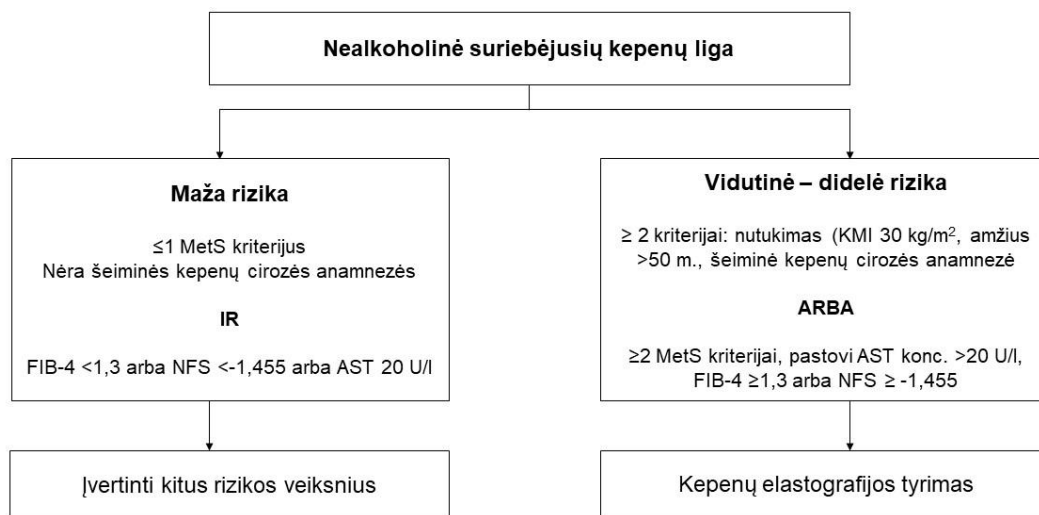 Nealkoholinė suriebėjusių kepenų liga
Maža rizika
≤1 MetS kriterijus
Nėra šeiminės kepenų cirozės anamnezės
IR
FIB-4 <1,3 arba NFS <-1,455 arba AST 20 U/l
Įvertinti kitus rizikos veiksnius
Vidutinė – didelė rizika
≥ 2 kriterijai: nutukimas (KMI 30 kg/m², amžius
>50 m., šeiminė kepenų cirozės anamnezė
ARBA
≥2 MetS kriterijai, pastovi AST konc. >20 U/l,
FIB-4 ≥1,3 arba NFS ≥ -1,455
Kepenų elastografijos tyrimas